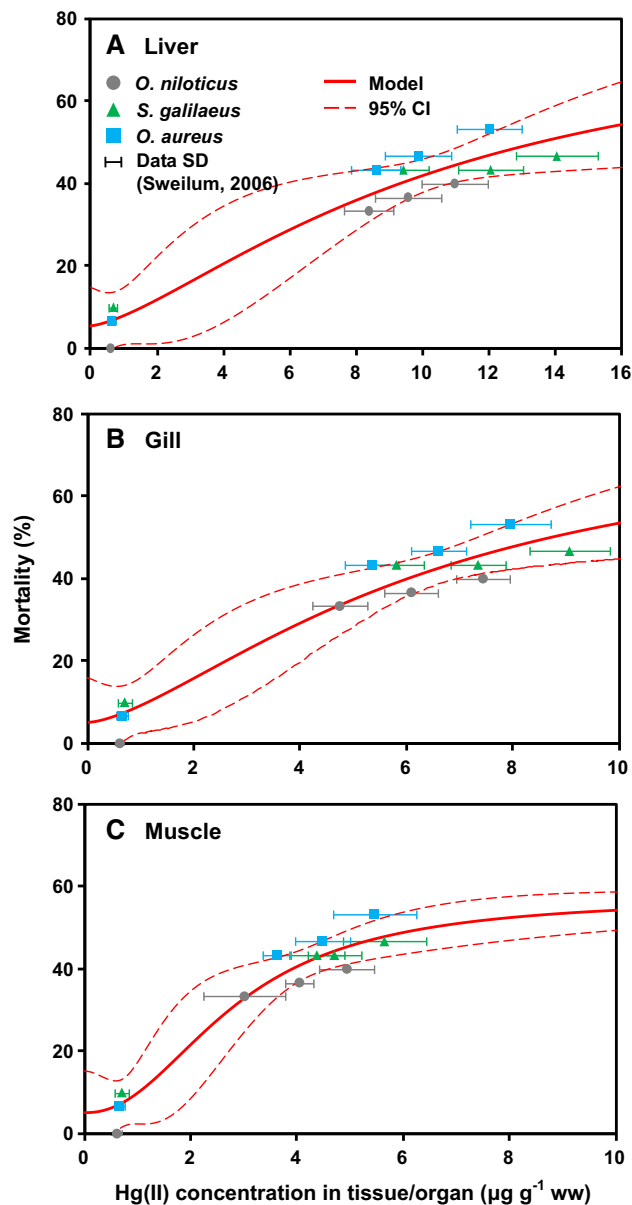 A Liver
O. niloticus
S. galilaeus
O. aureus
Data SD
(Sweilum, 2006)
Model
95% CI
80
60
40
20
0
0 2 4 6 8 10 12 14 16
B Gill
80
60
40
20
0
0 2 4 6 8 10
Mortality (%)
C Muscle
80
60
40
20
0
0 2 4 6 8 10
Hg(II) concentration in tissue/organ (µg g-1 ww)